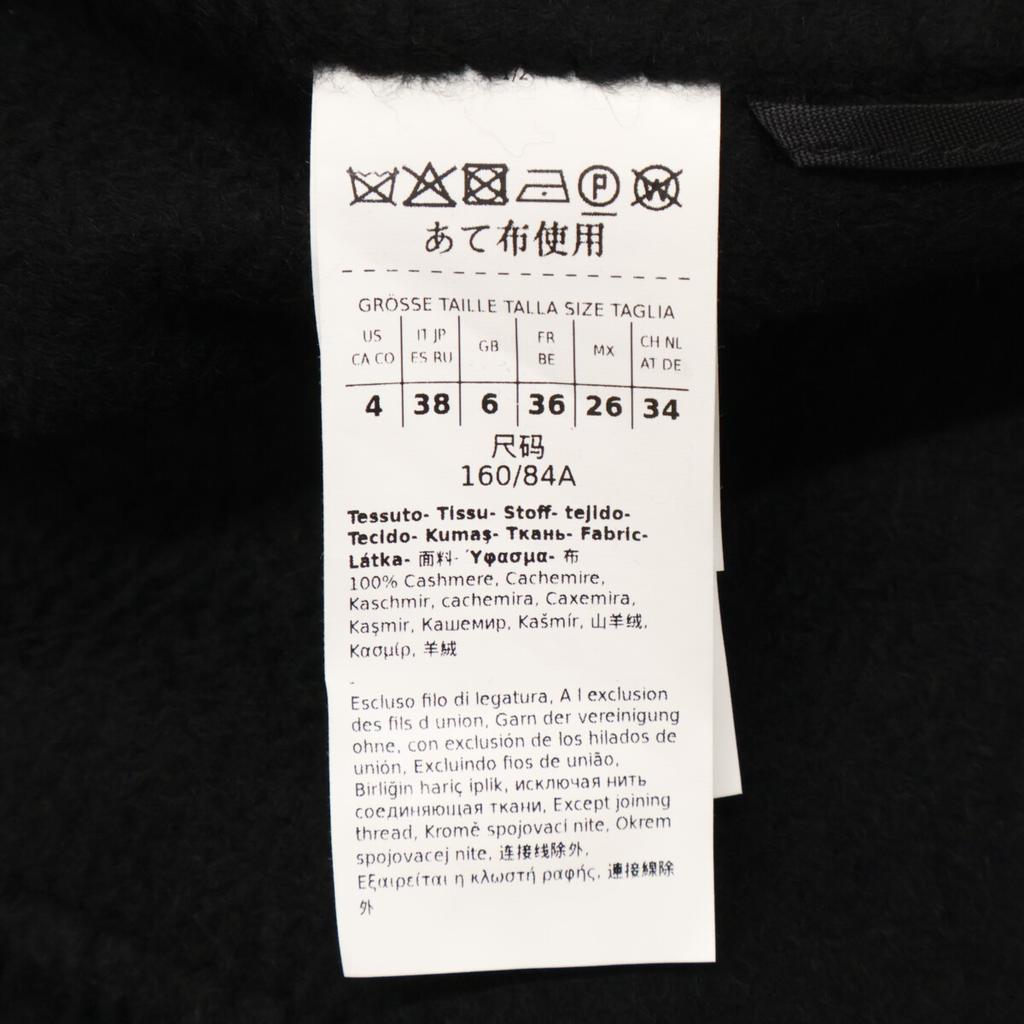 1/2
P
W
あて布使用
GRÖSSE TAILLE TALLA SIZE TAGLIA
US CA CO
IT JP ES RU
GB
FR BE
MX
CH NL AT DE
4 38 6 36 26 34
尺码
160/84A
Tessuto- Tissu- Stoff- tejido-
Tecido- Kumaş- Ткань- Fabric-
Látka- 面料- Ύφασμα- 布
100% Cashmere, Cachemire,
Kaschmir, cachemira, Caxemira,
Kaşmir, Кашемир, Kašmír, 山羊绒,
Κασμίρ, 羊絨
-
Escluso filo di legatura, A l exclusion
des fils d union, Garn der vereinigung
ohne, con exclusión de los hilados de
unión, Excluindo fios de união,
Birliğin hariç iplik, исключая нить
соединяющая ткани, Except joining
thread, Kromě spojovací nite, Okrem
spojovacej nite, 连接线除外,
Εξαιρείται η κλωστή ραφής, 連接線除
外